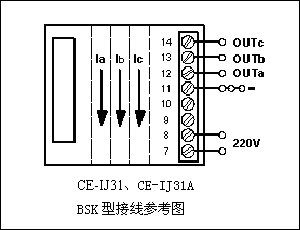 14 OUTc
Ia Ib Ic 13 OUTb
12 OUTa
11 =
10
9
8
220V
7
CE-IJ31、CE-IJ31A
BSK型接线参考图